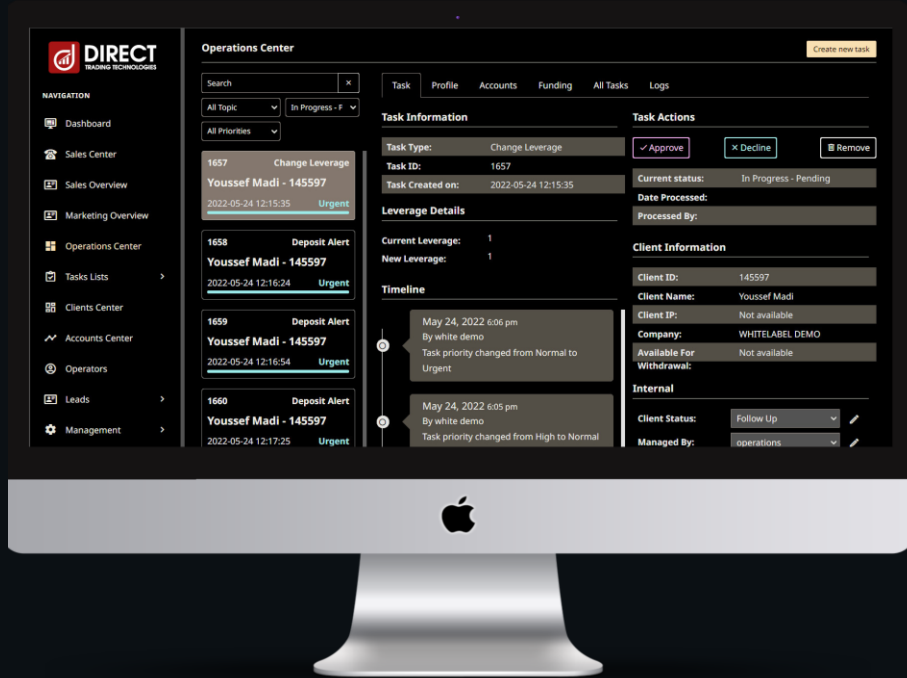 DIRECT
TRADING TECHNOLOGIES
NAVIGATION
Dashboard
Sales Center
Sales Overview
Marketing Overview
Operations Center
Tasks Lists
Clients Center
Accounts Center
Operators
Leads
Management
Operations Center
Create new task
Search
All Topic
In Progress - P
All Priorities
1657 Change Leverage
Youssef Madi - 145597
2022-05-24 12:15:35 Urgent
1658 Deposit Alert
Youssef Madi - 145597
2022-05-24 12:16:24 Urgent
1659 Deposit Alert
Youssef Madi - 145597
2022-05-24 12:16:54 Urgent
1660 Deposit Alert
Youssef Madi - 145597
2022-05-24 12:17:25 Urgent
Task Profile Accounts Funding All Tasks Logs
Task Information
Task Type: Change Leverage
Task ID: 1657
Task Created on: 2022-05-24 12:15:35
Leverage Details
Current Leverage: 1
New Leverage: 1
Timeline
May 24, 2022 6:06 pm
By white demo
Task priority changed from Normal to
Urgent
May 24, 2022 6:05 pm
By white demo
Task priority changed from High to Normal
Task Actions
Approve Decline Remove
Current status: In Progress - Pending
Date Processed:
Processed By:
Client Information
Client ID: 145597
Client Name: Youssef Madi
Client IP: Not available
Company: WHITELABEL DEMO
Available For Not available
Withdrawal:
Internal
Client Status: Follow Up
Managed By: operations